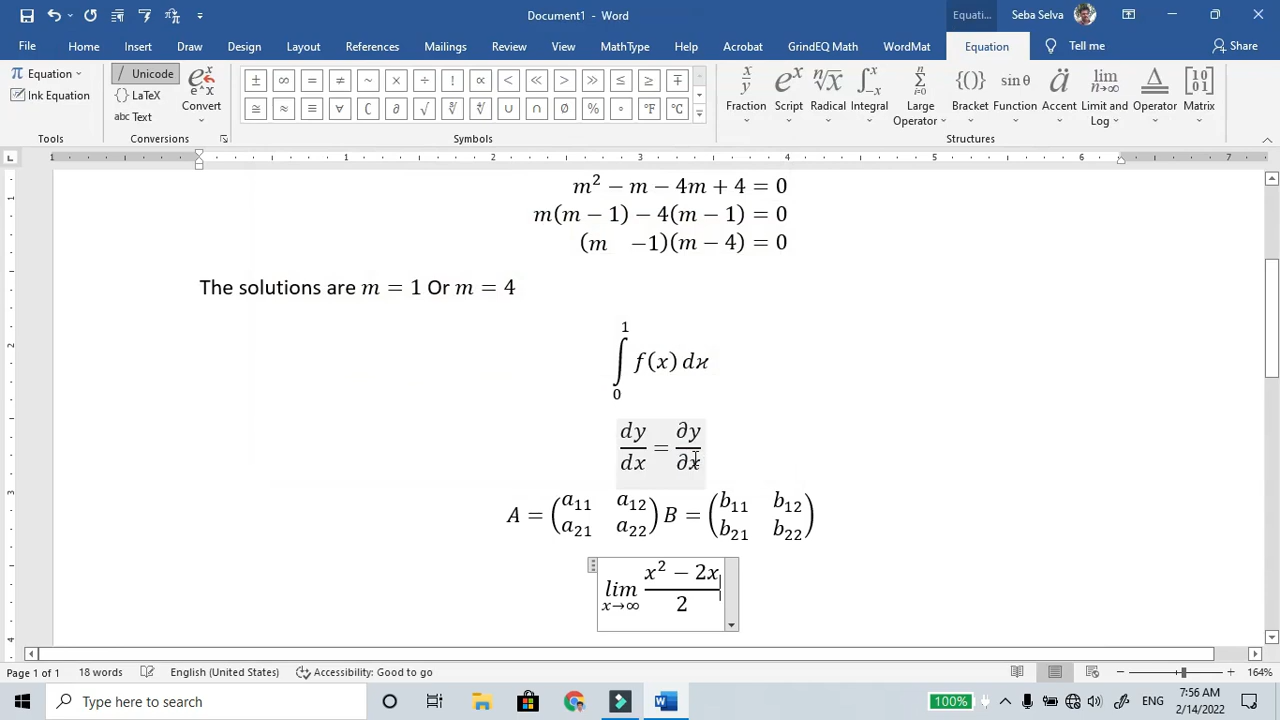 Document1 - Word
Equati...
Seba Selva
File Home Insert Draw Design Layout References Mailings Review View MathType Help Acrobat GrindEQ Math WordMat Equation Tell me Share
π Equation
Ink Equation
Tools
Unicode
LaTeX
abc Text
Convert
Conversions
± ∞ = ≠ ~ × ÷ ! ∝ < ≪ > ≫ ≤ ≥ ∓
≅ ≈ ≡ ∀ ∁ ∂ √ ∛ ∜ ∪ ∩ ∅ % ° ℉ ℃
Symbols
Fraction Script Radical Integral Large Operator Bracket Function Accent Limit and Log Operator Matrix
Structures
m² − m − 4m + 4 = 0
m(m − 1) − 4(m − 1) = 0
(m −1)(m − 4) = 0
The solutions are m = 1 Or m = 4
∫₀¹ f(x) dϰ
dy/dx = ∂y/∂x
A = (a₁₁ a₁₂ a₂₁ a₂₂) B = (b₁₁ b₁₂ b₂₁ b₂₂)
lim x→∞ (x² − 2x)/2
Page 1 of 1 18 words English (United States) Accessibility: Good to go 164%
Type here to search
100%
ENG
7:56 AM
2/14/2022